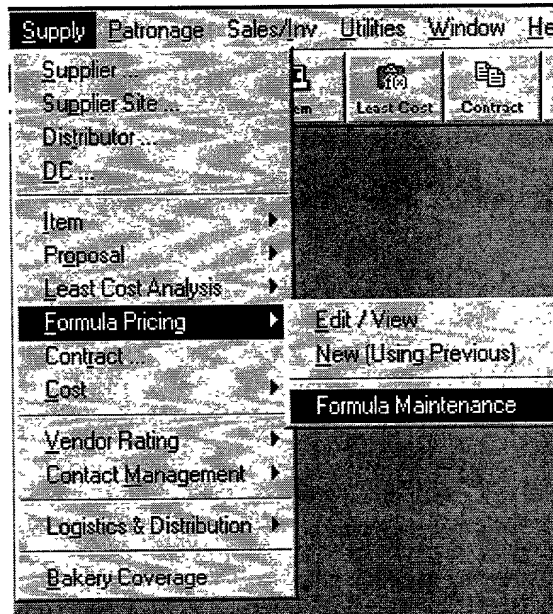 Supply Patronage Sales/Inv Utilities Window He
Supplier ...
Supplier Site ...
Distributor ...
DC ...
em Least Cost Contract
Item
Proposal
Least Cost Analysis
Formula Pricing
Contract ...
Cost
Edit / View
New (Using Previous)
Formula Maintenance
Vendor Rating
Contact Management
Logistics & Distribution
Bakery Coverage